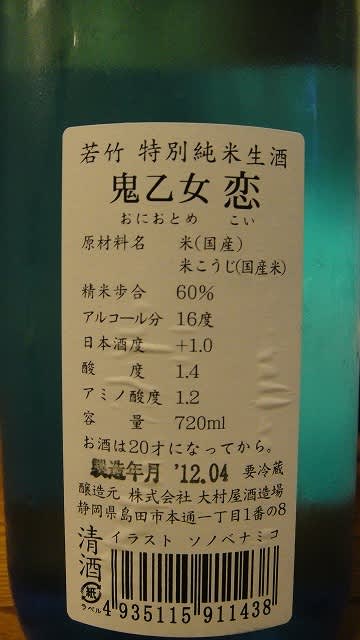 若竹 特別純米生酒
鬼乙女 恋
おにおとめ こい
原材料名 米(国産)
米こうじ(国産米)
精米歩合 60%
アルコール分 16度
日本酒度 +1.0
酸 度 1.4
アミノ酸度 1.2
容 量 720ml
お酒は20才になってから。
製造年月 '12.04 要冷蔵
醸造元 株式会社 大村屋酒造場
静岡県島田市本通一丁目1番の8
イラスト ソノベナミコ
清酒
紙
ラベル
4 935115 911438